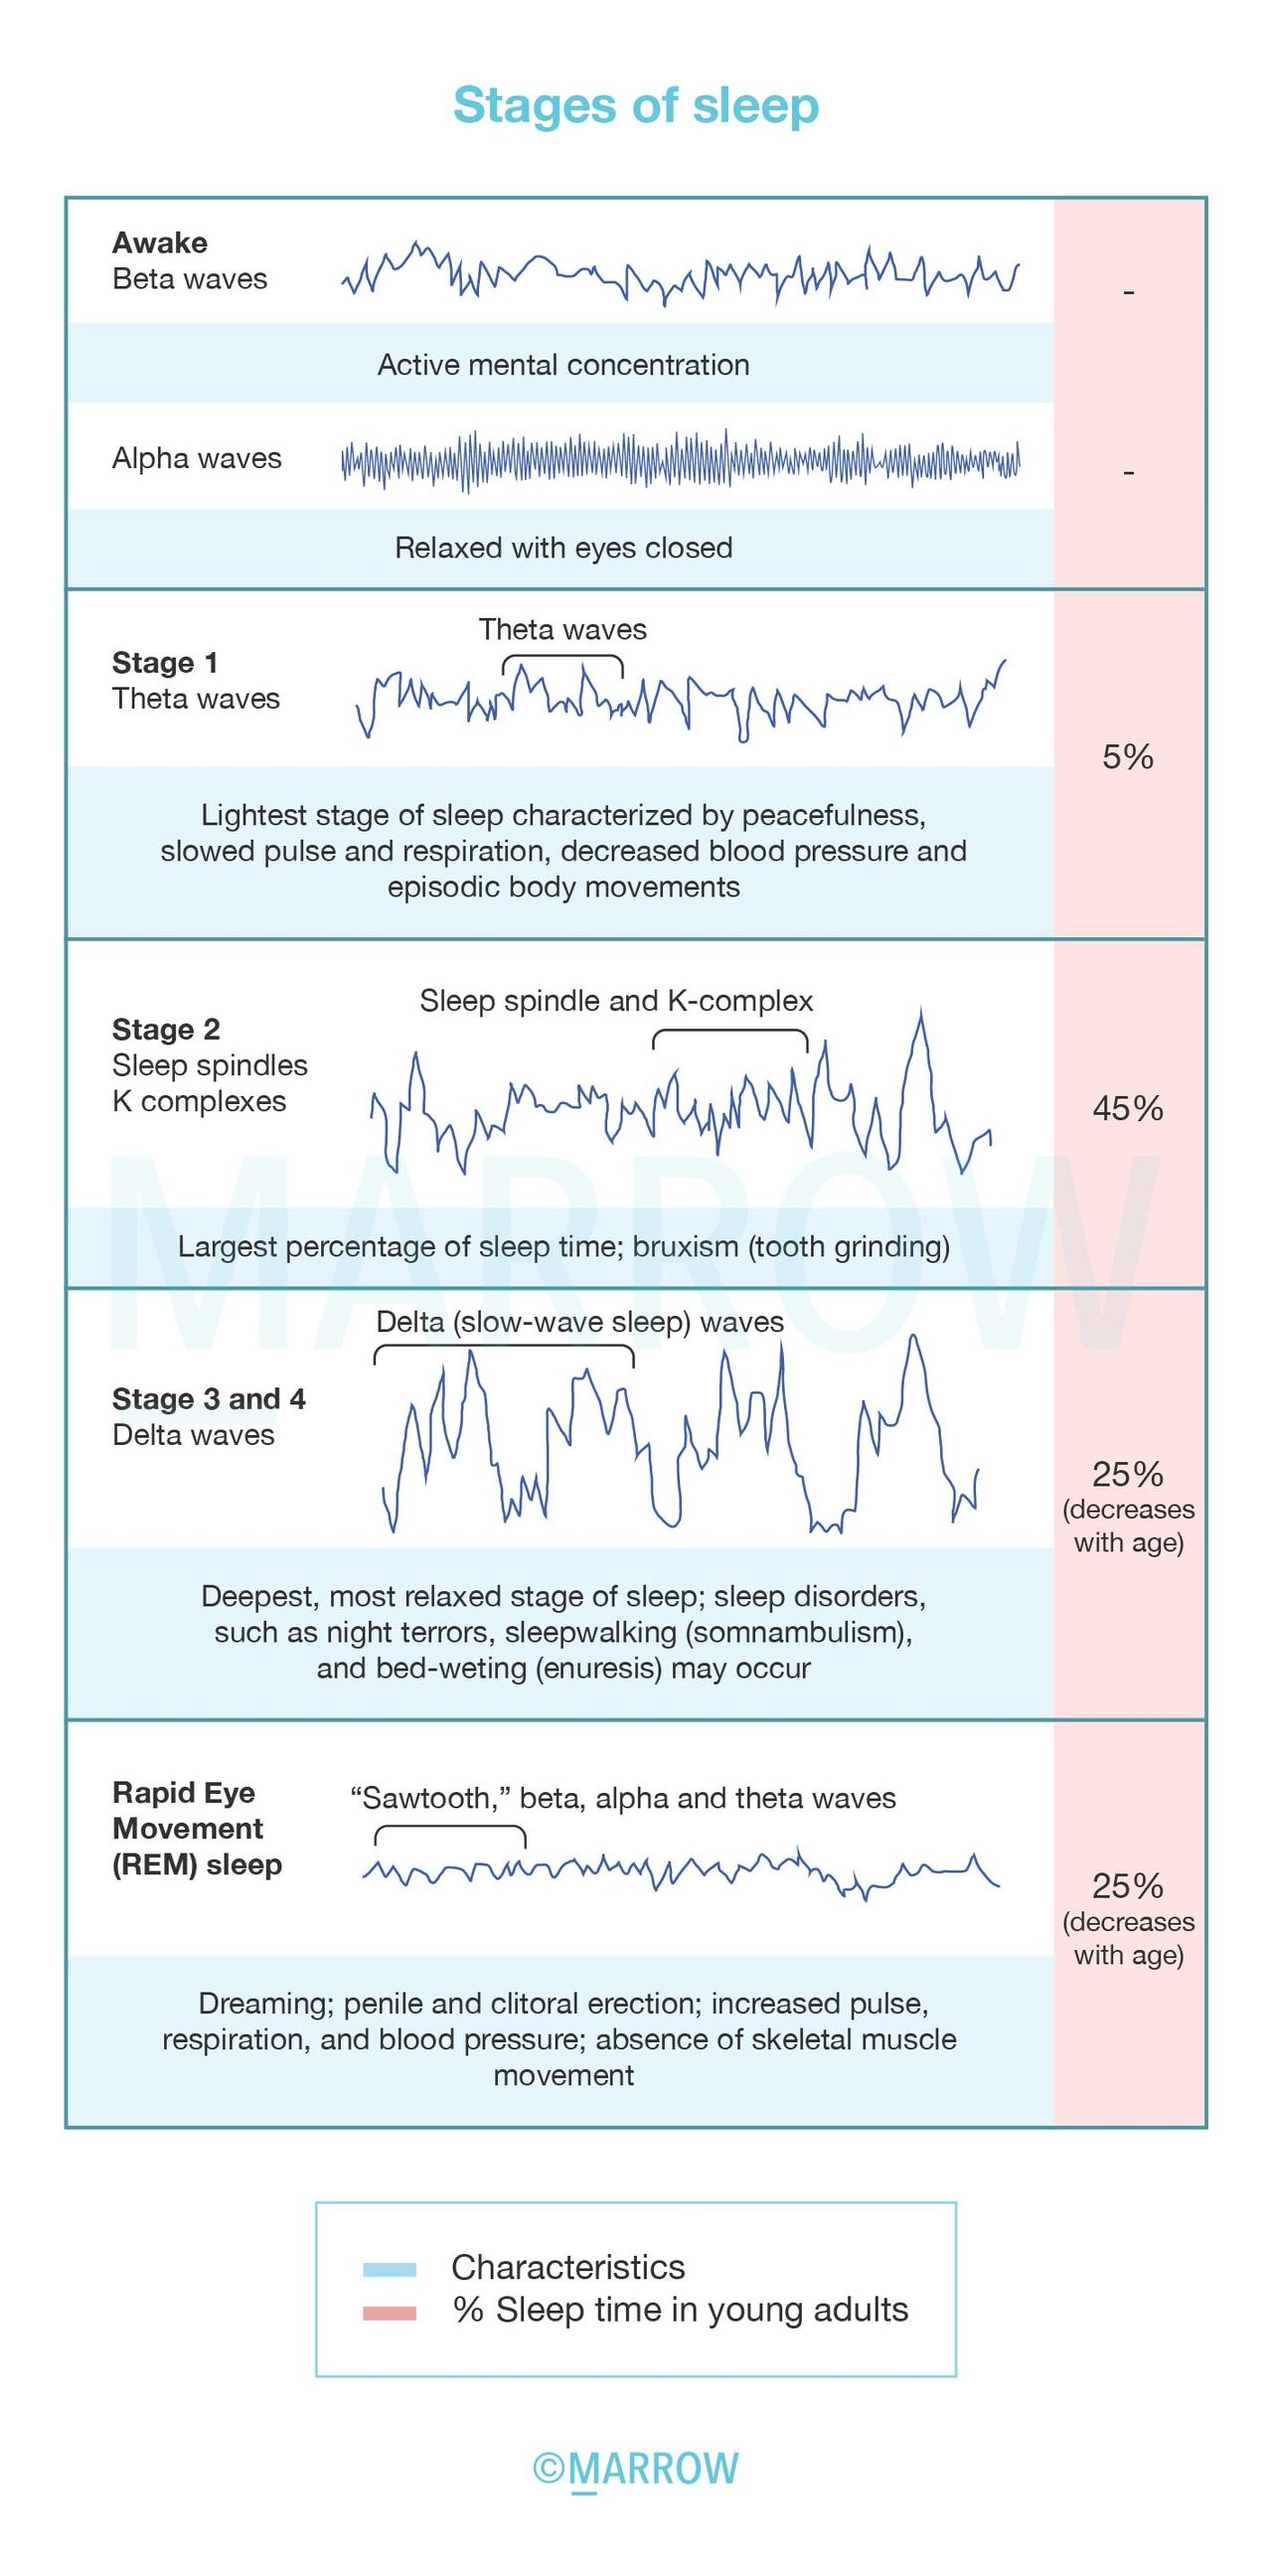 Stages of sleep
Awake
Beta waves
-
Active mental concentration
Alpha waves
-
Relaxed with eyes closed
Theta waves
Stage 1
Theta waves
5%
Lightest stage of sleep characterized by peacefulness,
slowed pulse and respiration, decreased blood pressure and
episodic body movements
Sleep spindle and K-complex
Stage 2
Sleep spindles
K complexes
45%
MARROW
Largest percentage of sleep time; bruxism (tooth grinding)
Delta (slow-wave sleep) waves
Stage 3 and 4
Delta waves
25%
(decreases
with age)
Deepest, most relaxed stage of sleep; sleep disorders,
such as night terrors, sleepwalking (somnambulism),
and bed-weting (enuresis) may occur
Rapid Eye
Movement
(REM) sleep
“Sawtooth,” beta, alpha and theta waves
25%
(decreases
with age)
Dreaming; penile and clitoral erection; increased pulse,
respiration, and blood pressure; absence of skeletal muscle
movement
Characteristics
% Sleep time in young adults
©MARROW